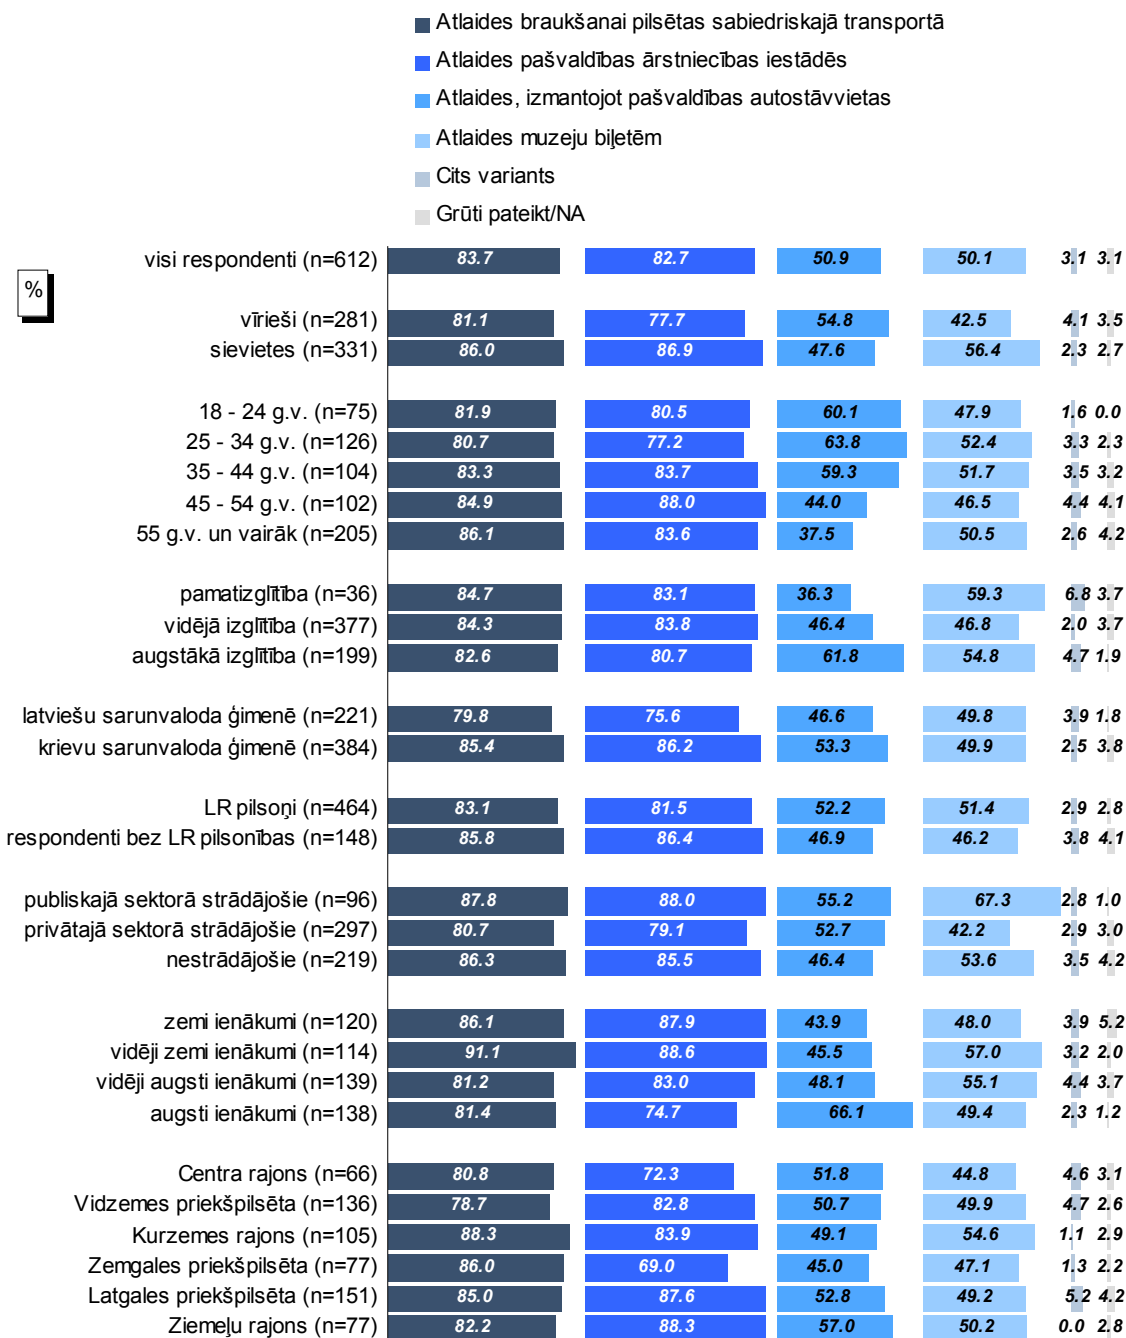 Atlaides braukšanai pilsētas sabiedriskajā transportā
Atlaides pašvaldības ārstniecības iestādēs
Atlaides, izmantojot pašvaldības autostāvvietas
Atlaides muzeju biļetēm
Cits variants
Grūti pateikt/NA
%
visi respondenti (n=612) 83.7 82.7 50.9 50.1 3.1 3.1
vīrieši (n=281) 81.1 77.7 54.8 42.5 4.1 3.5
sievietes (n=331) 86.0 86.9 47.6 56.4 2.3 2.7
18 - 24 g.v. (n=75) 81.9 80.5 60.1 47.9 1.6 0.0
25 - 34 g.v. (n=126) 80.7 77.2 63.8 52.4 3.3 2.3
35 - 44 g.v. (n=104) 83.3 83.7 59.3 51.7 3.5 3.2
45 - 54 g.v. (n=102) 84.9 88.0 44.0 46.5 4.4 4.1
55 g.v. un vairāk (n=205) 86.1 83.6 37.5 50.5 2.6 4.2
pamatizglītība (n=36) 84.7 83.1 36.3 59.3 6.8 3.7
vidējā izglītība (n=377) 84.3 83.8 46.4 46.8 2.0 3.7
augstākā izglītība (n=199) 82.6 80.7 61.8 54.8 4.7 1.9
latviešu sarunvaloda ģimenē (n=221) 79.8 75.6 46.6 49.8 3.9 1.8
krievu sarunvaloda ģimenē (n=384) 85.4 86.2 53.3 49.9 2.5 3.8
LR pilsoņi (n=464) 83.1 81.5 52.2 51.4 2.9 2.8
respondenti bez LR pilsonības (n=148) 85.8 86.4 46.9 46.2 3.8 4.1
publiskajā sektorā strādājošie (n=96) 87.8 88.0 55.2 67.3 2.8 1.0
privātajā sektorā strādājošie (n=297) 80.7 79.1 52.7 42.2 2.9 3.0
nestrādājošie (n=219) 86.3 85.5 46.4 53.6 3.5 4.2
zemi ienākumi (n=120) 86.1 87.9 43.9 48.0 3.9 5.2
vidēji zemi ienākumi (n=114) 91.1 88.6 45.5 57.0 3.2 2.0
vidēji augsti ienākumi (n=139) 81.2 83.0 48.1 55.1 4.4 3.7
augsti ienākumi (n=138) 81.4 74.7 66.1 49.4 2.3 1.2
Centra rajons (n=66) 80.8 72.3 51.8 44.8 4.6 3.1
Vidzemes priekšpilsēta (n=136) 78.7 82.8 50.7 49.9 4.7 2.6
Kurzemes rajons (n=105) 88.3 83.9 49.1 54.6 1.1 2.9
Zemgales priekšpilsēta (n=77) 86.0 69.0 45.0 47.1 1.3 2.2
Latgales priekšpilsēta (n=151) 85.0 87.6 52.8 49.2 5.2 4.2
Ziemeļu rajons (n=77) 82.2 88.3 57.0 50.2 0.0 2.8